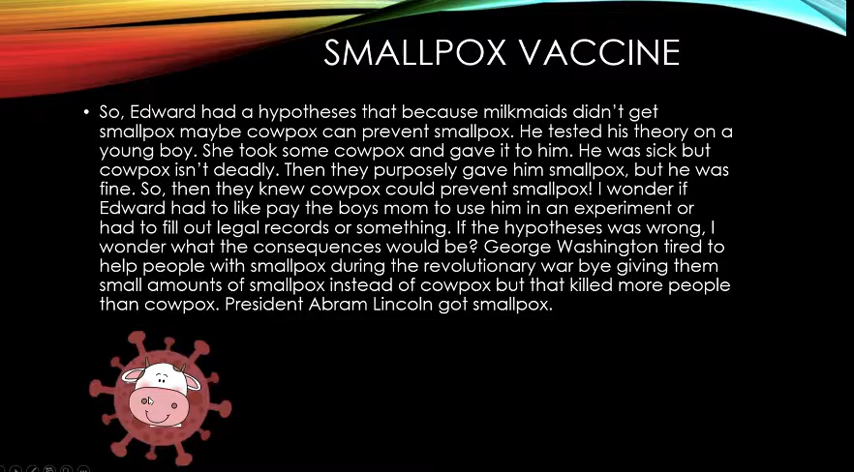 SMALLPOX VACCINE
• So, Edward had a hypotheses that because milkmaids didn't get
smallpox maybe cowpox can prevent smallpox. He tested his theory on a
young boy. She took some cowpox and gave it to him. He was sick but
cowpox isn't deadly. Then they purposely gave him smallpox, but he was
fine. So, then they knew cowpox could prevent smallpox! I wonder if
Edward had to like pay the boys mom to use him in an experiment or
had to fill out legal records or something. If the hypotheses was wrong, I
wonder what the consequences would be? George Washington tired to
help people with smallpox during the revolutionary war bye giving them
small amounts of smallpox instead of cowpox but that killed more people
than cowpox. President Abram Lincoln got smallpox.